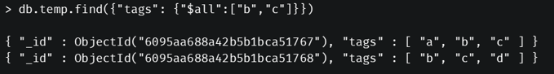 > db.temp.find({"tags": {"$all":["b","c"]}})
{ "_id" : ObjectId("6095aa688a42b5b1bca51767"), "tags" : [ "a", "b", "c" ] }
{ "_id" : ObjectId("6095aa688a42b5b1bca51768"), "tags" : [ "b", "c", "d" ] }